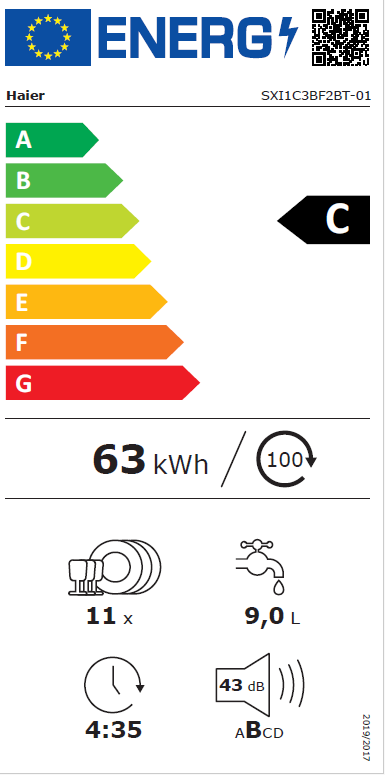 ENERG
Haier SXI1C3BF2BT-01
A
B
C
C
D
E
F
G
63 kWh / 100
11 x 9,0 L
43 dB
4:35 ABCD
2019/2017